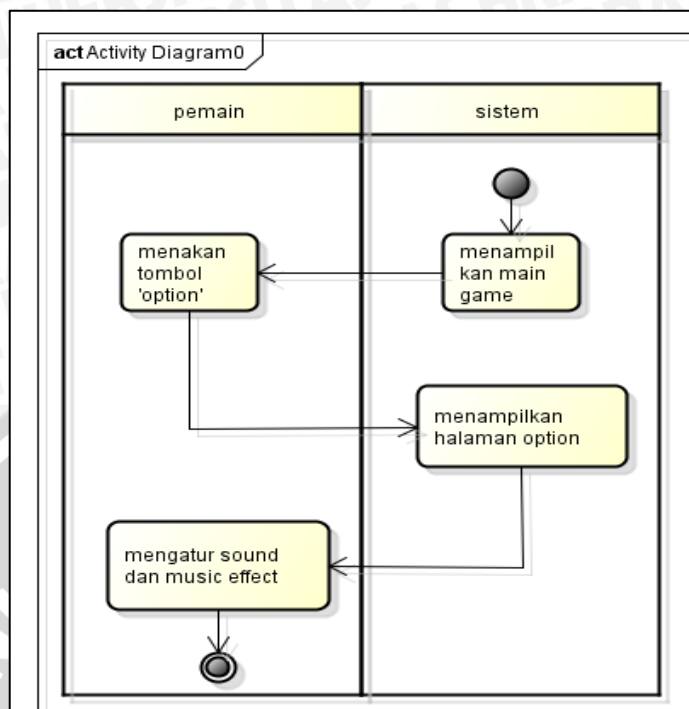 act Activity Diagram0
pemain
sistem
menampil
kan main
game
menakan
tombol
'option'
menampilkan
halaman option
mengatur sound
dan music effect